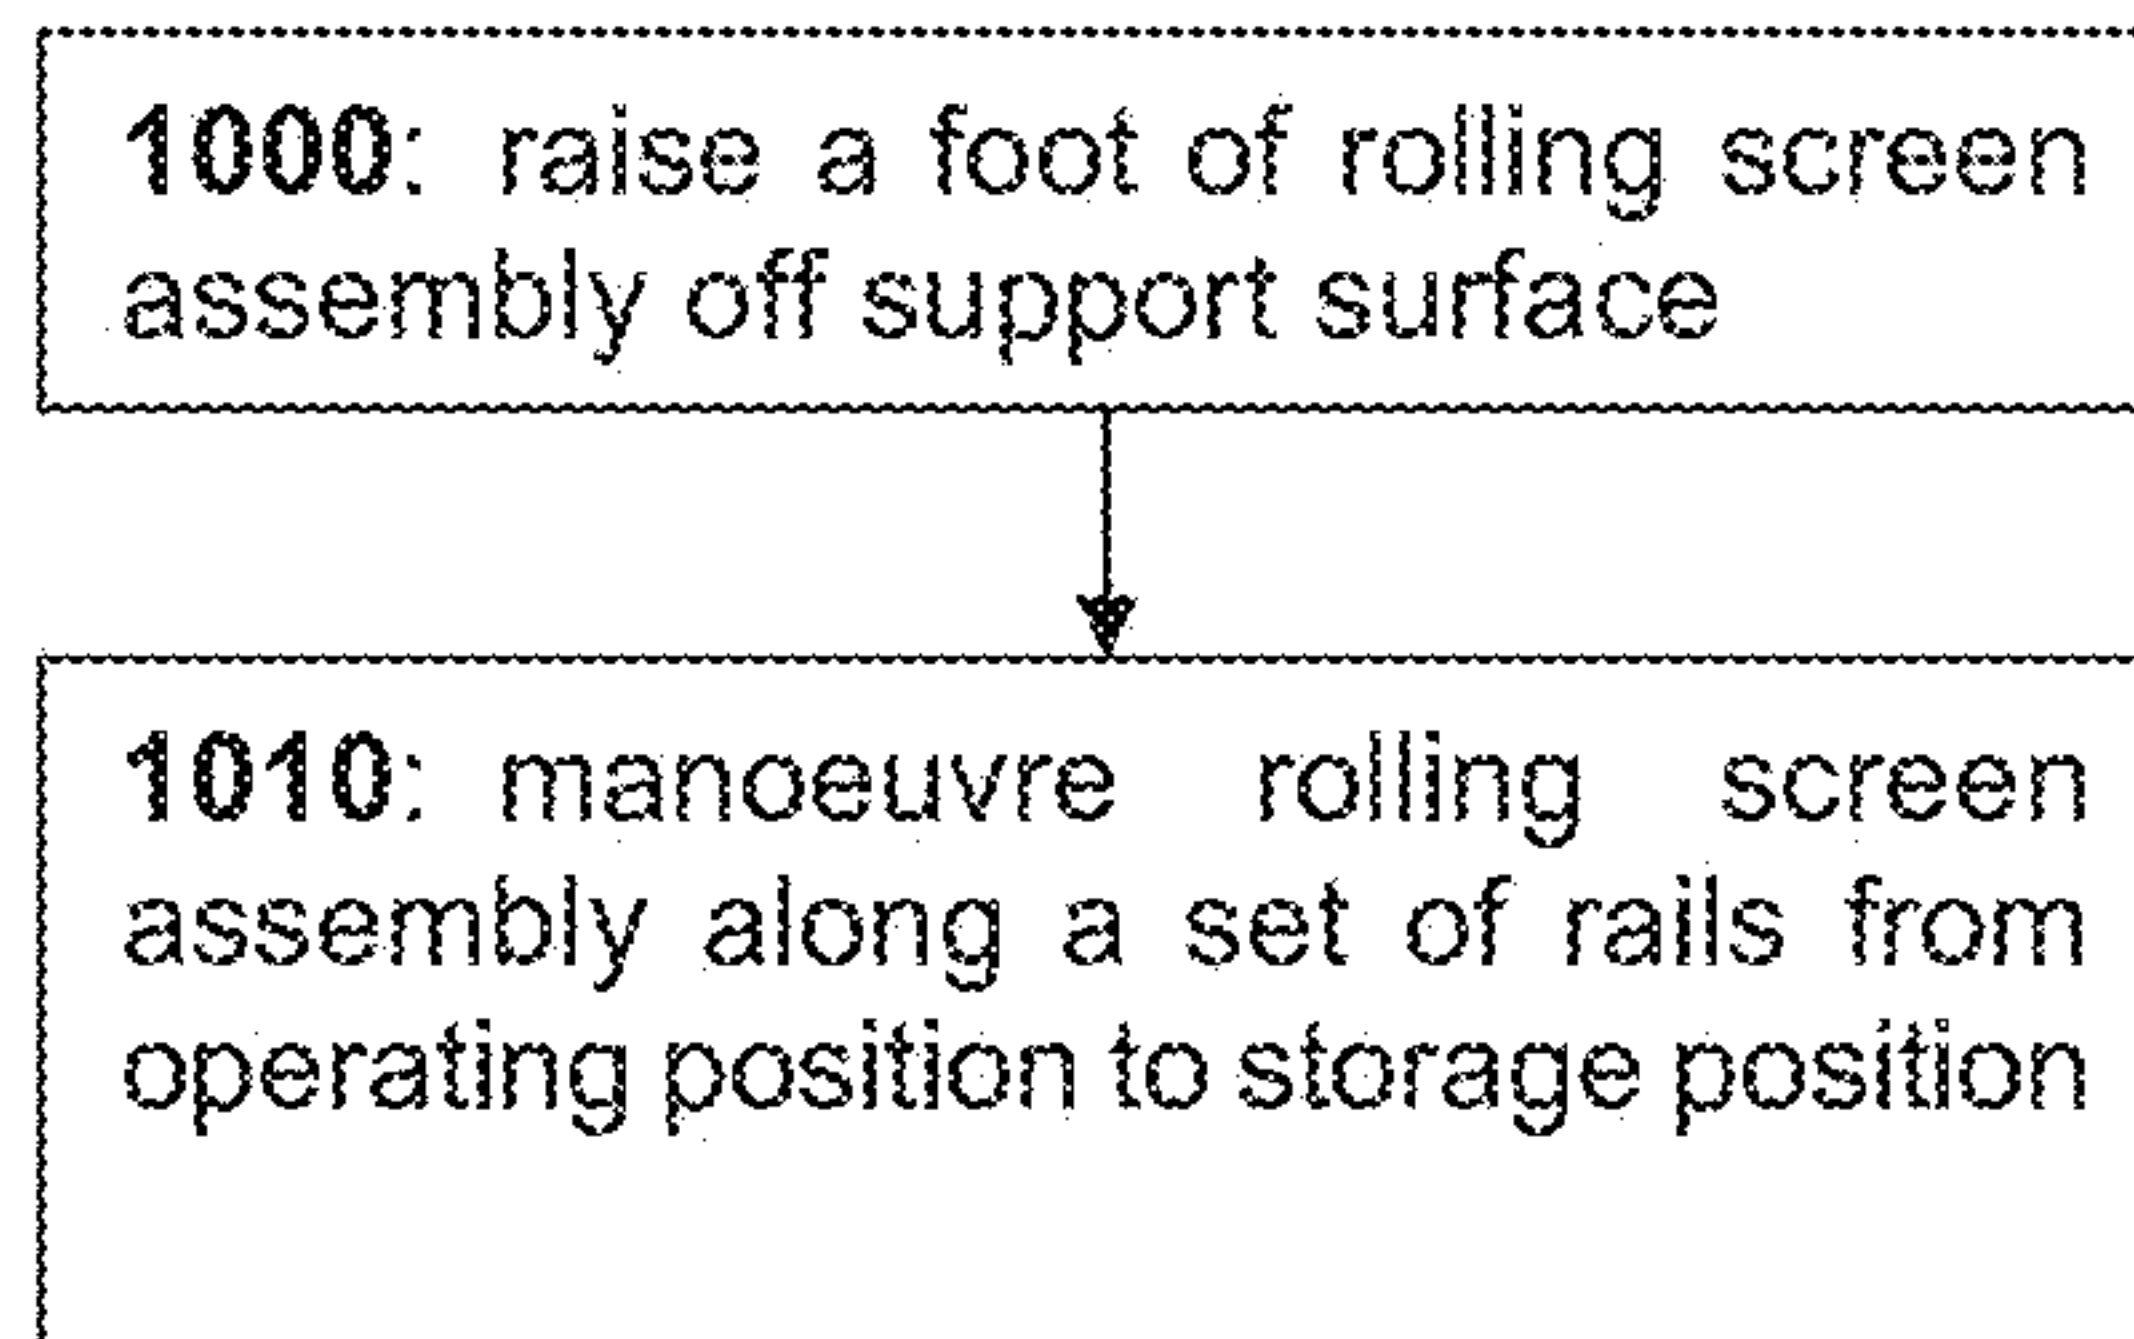 1000: raise a foot of rolling screen
assembly off support surface
1010: manoeuvre rolling screen
assembly along a set of rails from
operating position to storage position